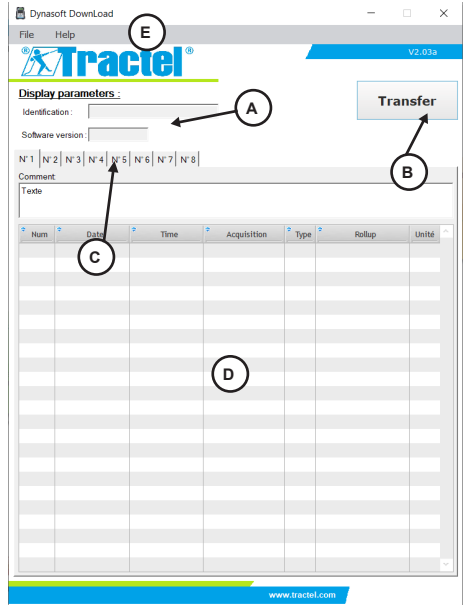 Dynasoft DownLoad
File Help E
® Tractel ®
V2.03a
Display parameters :
Identification :
A
Transfer
Software version :
B
N°1 N°2 N°3 N°4 N°5 N°6 N°7 N°8
Comment
Texte
Num Date Time Acquisition Type Rollup Unité
C
D
www.tractel.com